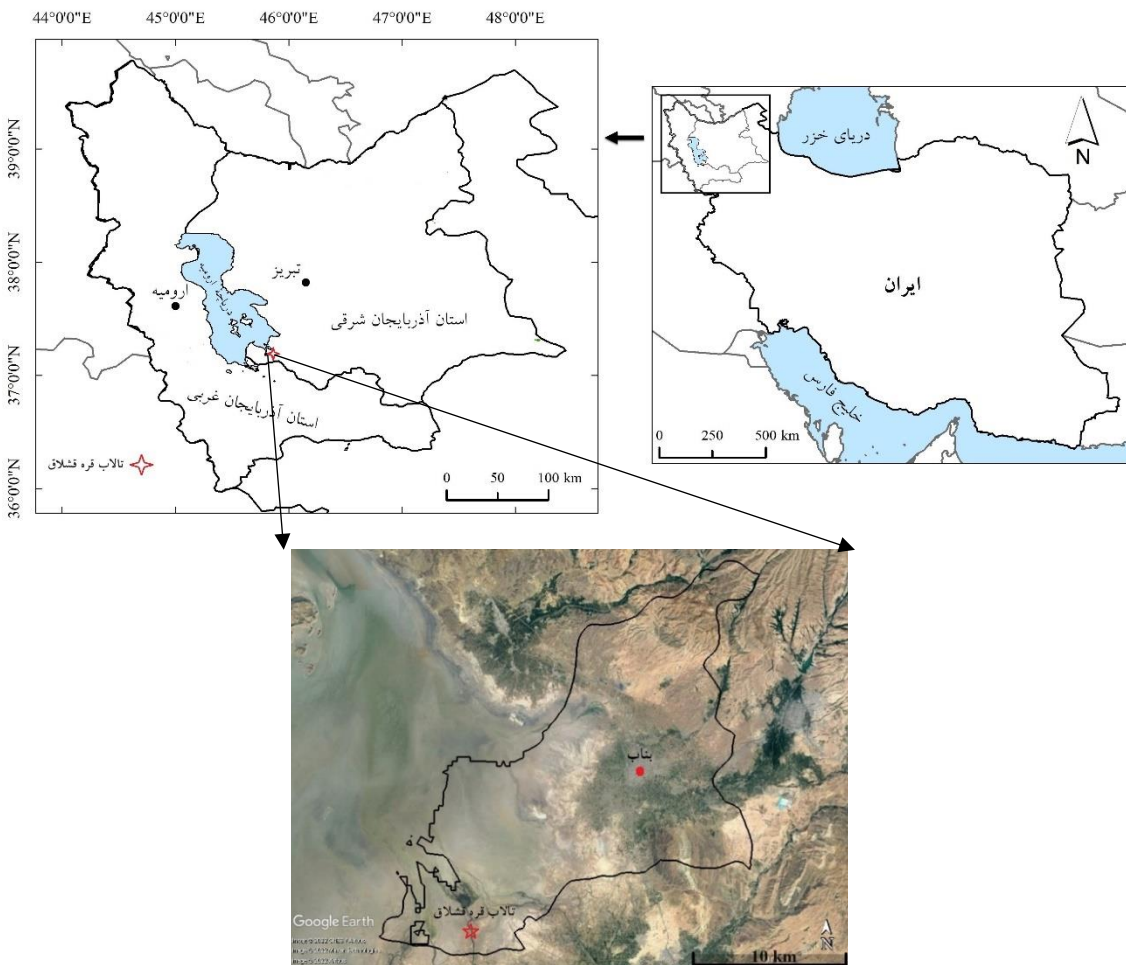 44°0'0"E
45°0'0"E
46°0'0"E
47°0'0"E
48°0'0"E
39°0'0"N
38°0'0"N
37°0'0"N
36°0'0"N
تبریز
ارومیه
دریاچه ارومیه
استان آذربایجان شرقی
استان آذربایجان غربی
تالاب قره قشلاق
0 50 100 km
دریای خزر
N
ایران
خلیج فارس
0 250 500 km
بناب
تالاب قره قشلاق
Google Earth
N
10 km